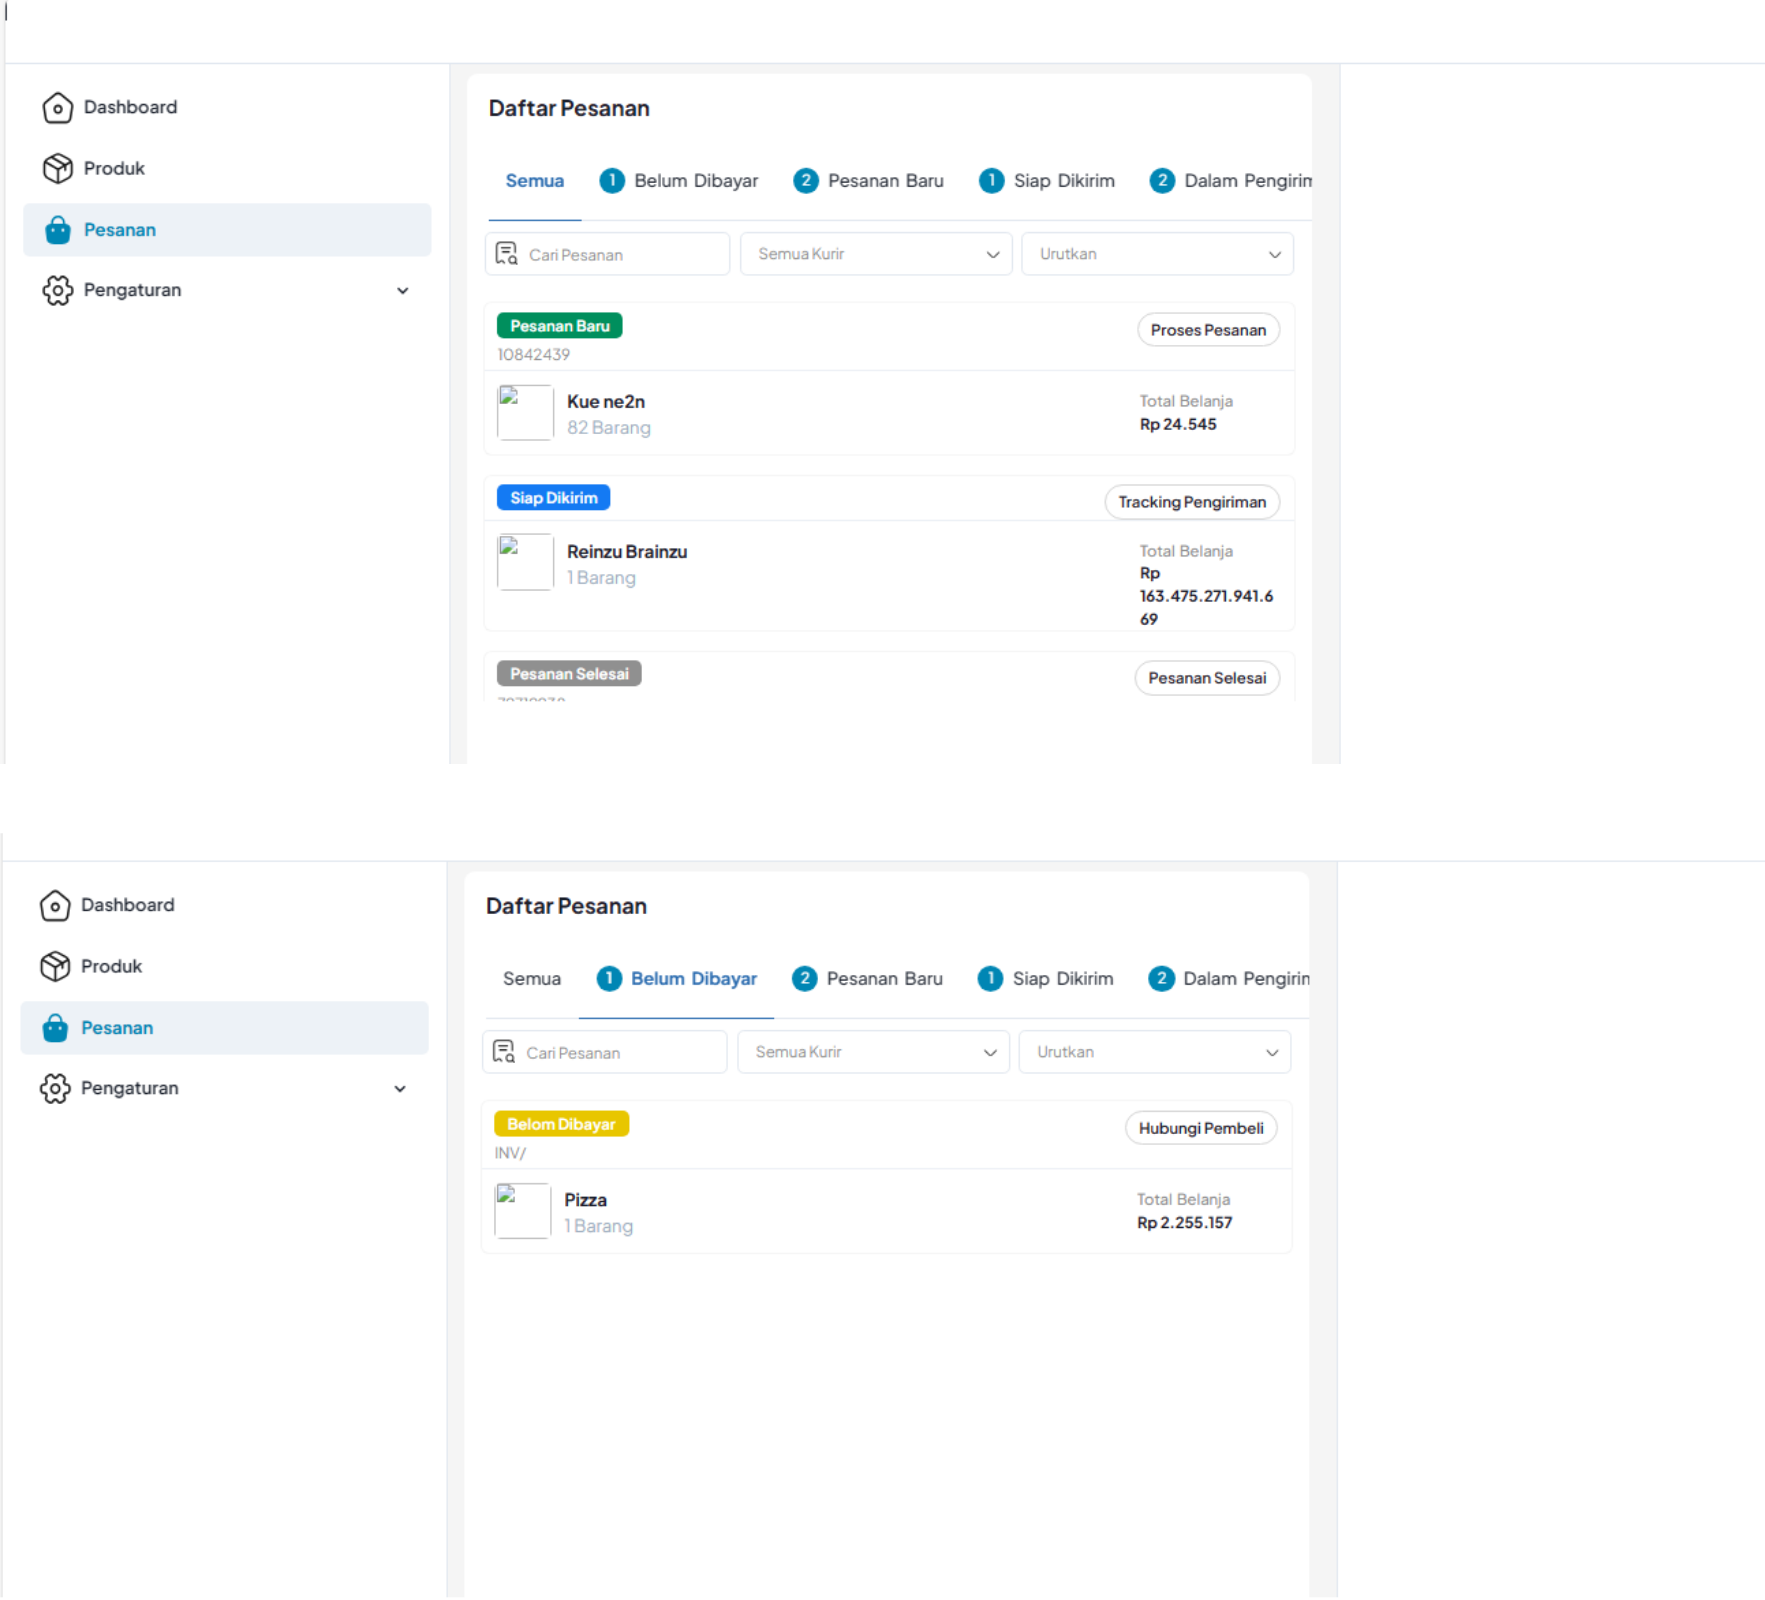 Dashboard
Produk
Pesanan
Pengaturan
Daftar Pesanan
Semua 1 Belum Dibayar 2 Pesanan Baru 1 Siap Dikirim 2 Dalam Pengirim
Cari Pesanan Semua Kurir Urutkan
Pesanan Baru Proses Pesanan
10842439
Kue ne2n Total Belanja
82 Barang Rp 24.545
Siap Dikirim Tracking Pengiriman
Reinzu Brainzu Total Belanja
1 Barang Rp
163.475.271.941.6
69
Pesanan Selesai Pesanan Selesai
Dashboard
Produk
Pesanan
Pengaturan
Daftar Pesanan
Semua 1 Belum Dibayar 2 Pesanan Baru 1 Siap Dikirim 2 Dalam Pengirin
Cari Pesanan Semua Kurir Urutkan
Belom Dibayar Hubungi Pembeli
INV/
Pizza Total Belanja
1 Barang Rp 2.255.157